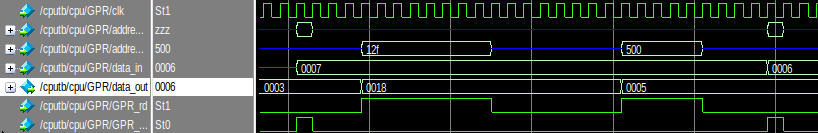 /cputb/cpu/GPR/clk St1
/cputb/cpu/GPR/addre... zzz
/cputb/cpu/GPR/addre... 500 12f 500
/cputb/cpu/GPR/data_in 0006 0007 0006
/cputb/cpu/GPR/data_out 0006 0003 0018 0005
/cputb/cpu/GPR/GPR_rd St1
/cputb/cpu/GPR/GPR_... St0